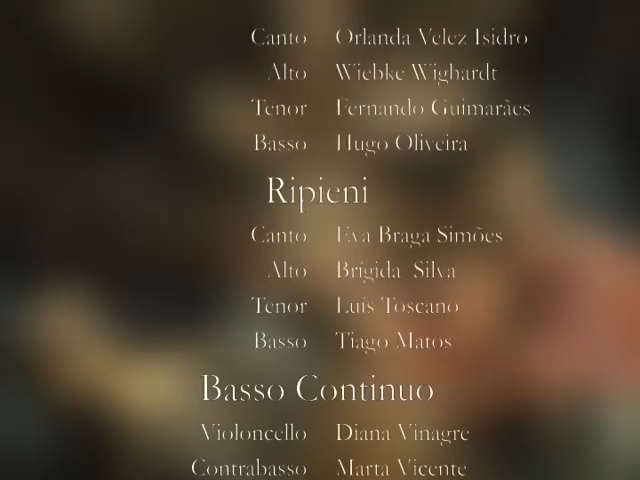 Canto Orlanda Velez Isidro
Alto Wiebke Wighardt
Tenor Fernando Guimarães
Basso Hugo Oliveira
Ripieni
Canto Eva Braga Simões
Alto Brígida Silva
Tenor Luís Toscano
Basso Tiago Matos
Basso Continuo
Violoncello Diana Vinagre
Contrabasso Marta Vicente